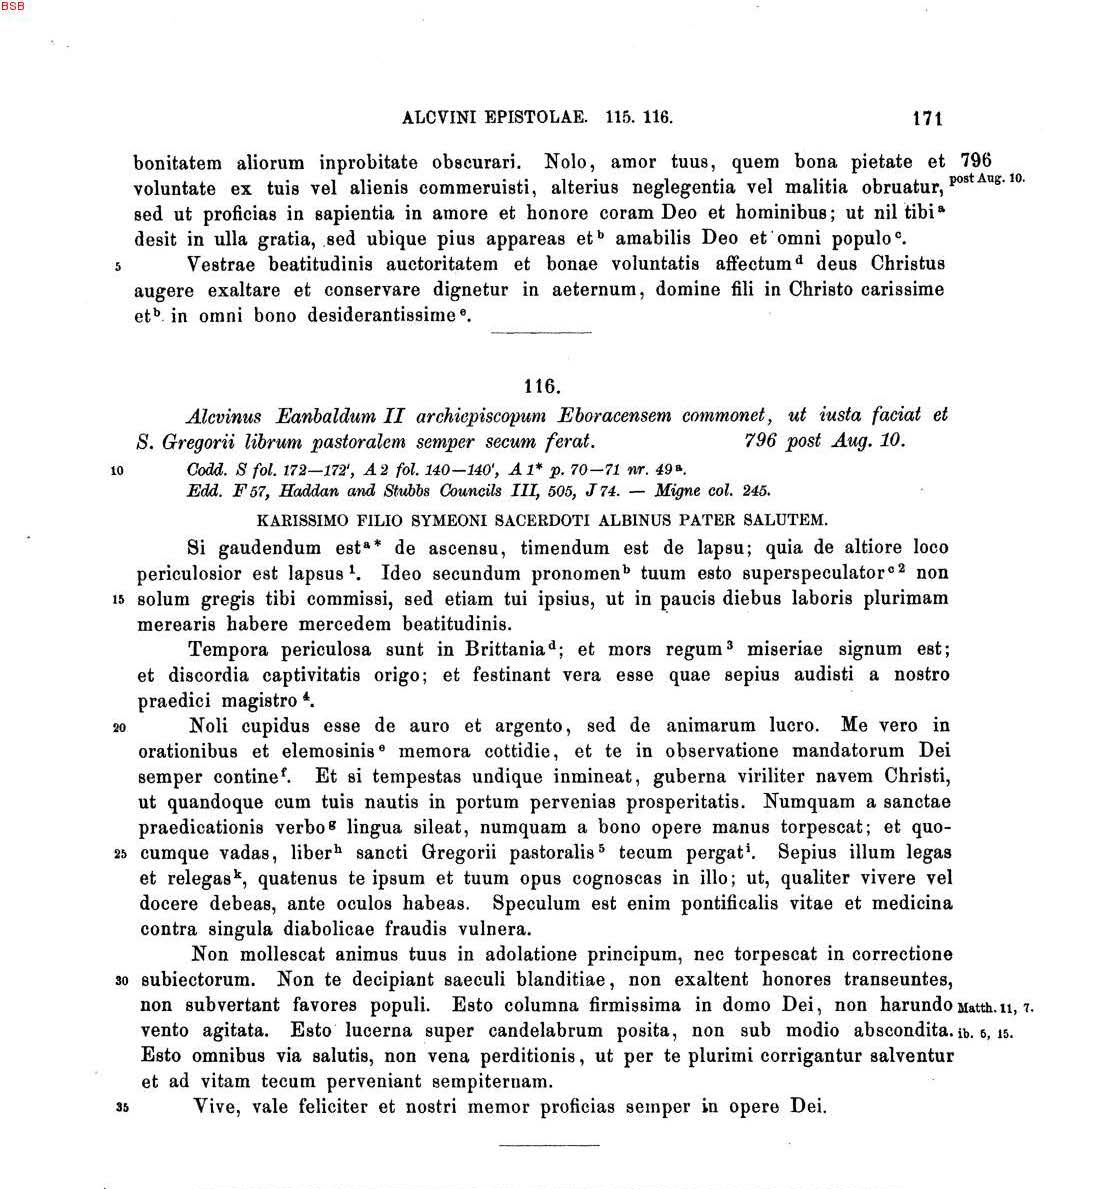 BSB
ALCVINI EPISTOLAE. 115. 116. 171
bonitatem aliorum inprobitate obscurari. Nolo, amor tuus, quem bona pietate et 796
voluntate ex tuis vel alienis commeruisti, alterius neglegentia vel malitia obruatur, post Aug. 10.
sed ut proficias in sapientia in amore et honore coram Deo et hominibus; ut nil tibi ᵃ
desit in ulla gratia, sed ubique pius appareas et ᵇ amabilis Deo et omni populo ᶜ.
5 Vestrae beatitudinis auctoritatem et bonae voluntatis affectum ᵈ deus Christus
augere exaltare et conservare dignetur in aeternum, domine fili in Christo carissime
et ᵇ in omni bono desiderantissime ᵉ.
116.
Alcvinus Eanbaldum II archiepiscopum Eboracensem commonet, ut iusta faciat et
S. Gregorii librum pastoralem semper secum ferat. 796 post Aug. 10.
10 Codd. S fol. 172—172', A 2 fol. 140—140', A 1* p. 70—71 nr. 49ᵃ.
Edd. F 57, Haddan and Stubbs Councils III, 505, J 74. — Migne col. 245.
KARISSIMO FILIO SYMEONI SACERDOTI ALBINUS PATER SALUTEM.
Si gaudendum est ᵃ* de ascensu, timendum est de lapsu; quia de altiore loco
periculosior est lapsus ¹. Ideo secundum pronomen ᵇ tuum esto superspeculator ᶜ ² non
15 solum gregis tibi commissi, sed etiam tui ipsius, ut in paucis diebus laboris plurimam
merearis habere mercedem beatitudinis.
Tempora periculosa sunt in Brittania ᵈ; et mors regum ³ miseriae signum est;
et discordia captivitatis origo; et festinant vera esse quae sepius audisti a nostro
praedici magistro ⁴.
20 Noli cupidus esse de auro et argento, sed de animarum lucro. Me vero in
orationibus et elemosinis ᵉ memora cottidie, et te in observatione mandatorum Dei
semper contine ᶠ. Et si tempestas undique inmineat, guberna viriliter navem Christi,
ut quandoque cum tuis nautis in portum pervenias prosperitatis. Numquam a sanctae
praedicationis verbo ᵍ lingua sileat, numquam a bono opere manus torpescat; et quo-
25 cumque vadas, liber ʰ sancti Gregorii pastoralis ⁵ tecum pergat ⁱ. Sepius illum legas
et relegas ᵏ, quatenus te ipsum et tuum opus cognoscas in illo; ut, qualiter vivere vel
docere debeas, ante oculos habeas. Speculum est enim pontificalis vitae et medicina
contra singula diabolicae fraudis vulnera.
Non mollescat animus tuus in adolatione principum, nec torpescat in correctione
30 subiectorum. Non te decipiant saeculi blanditiae, non exaltent honores transeuntes,
non subvertant favores populi. Esto columna firmissima in domo Dei, non harundo Matth. 11, 7.
vento agitata. Esto lucerna super candelabrum posita, non sub modio abscondita. ib. 5, 15.
Esto omnibus via salutis, non vena perditionis, ut per te plurimi corrigantur salventur
et ad vitam tecum perveniant sempiternam.
35 Vive, vale feliciter et nostri memor proficias semper in opere Dei.